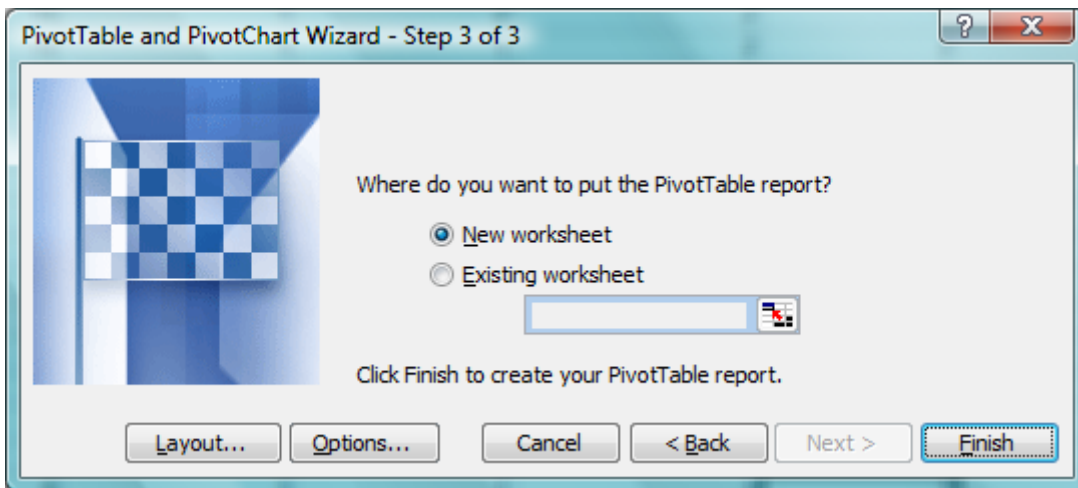 PivotTable and PivotChart Wizard - Step 3 of 3
?
X
Where do you want to put the PivotTable report?
New worksheet
Existing worksheet
Click Finish to create your PivotTable report.
Layout... Options... Cancel < Back Next > Finish